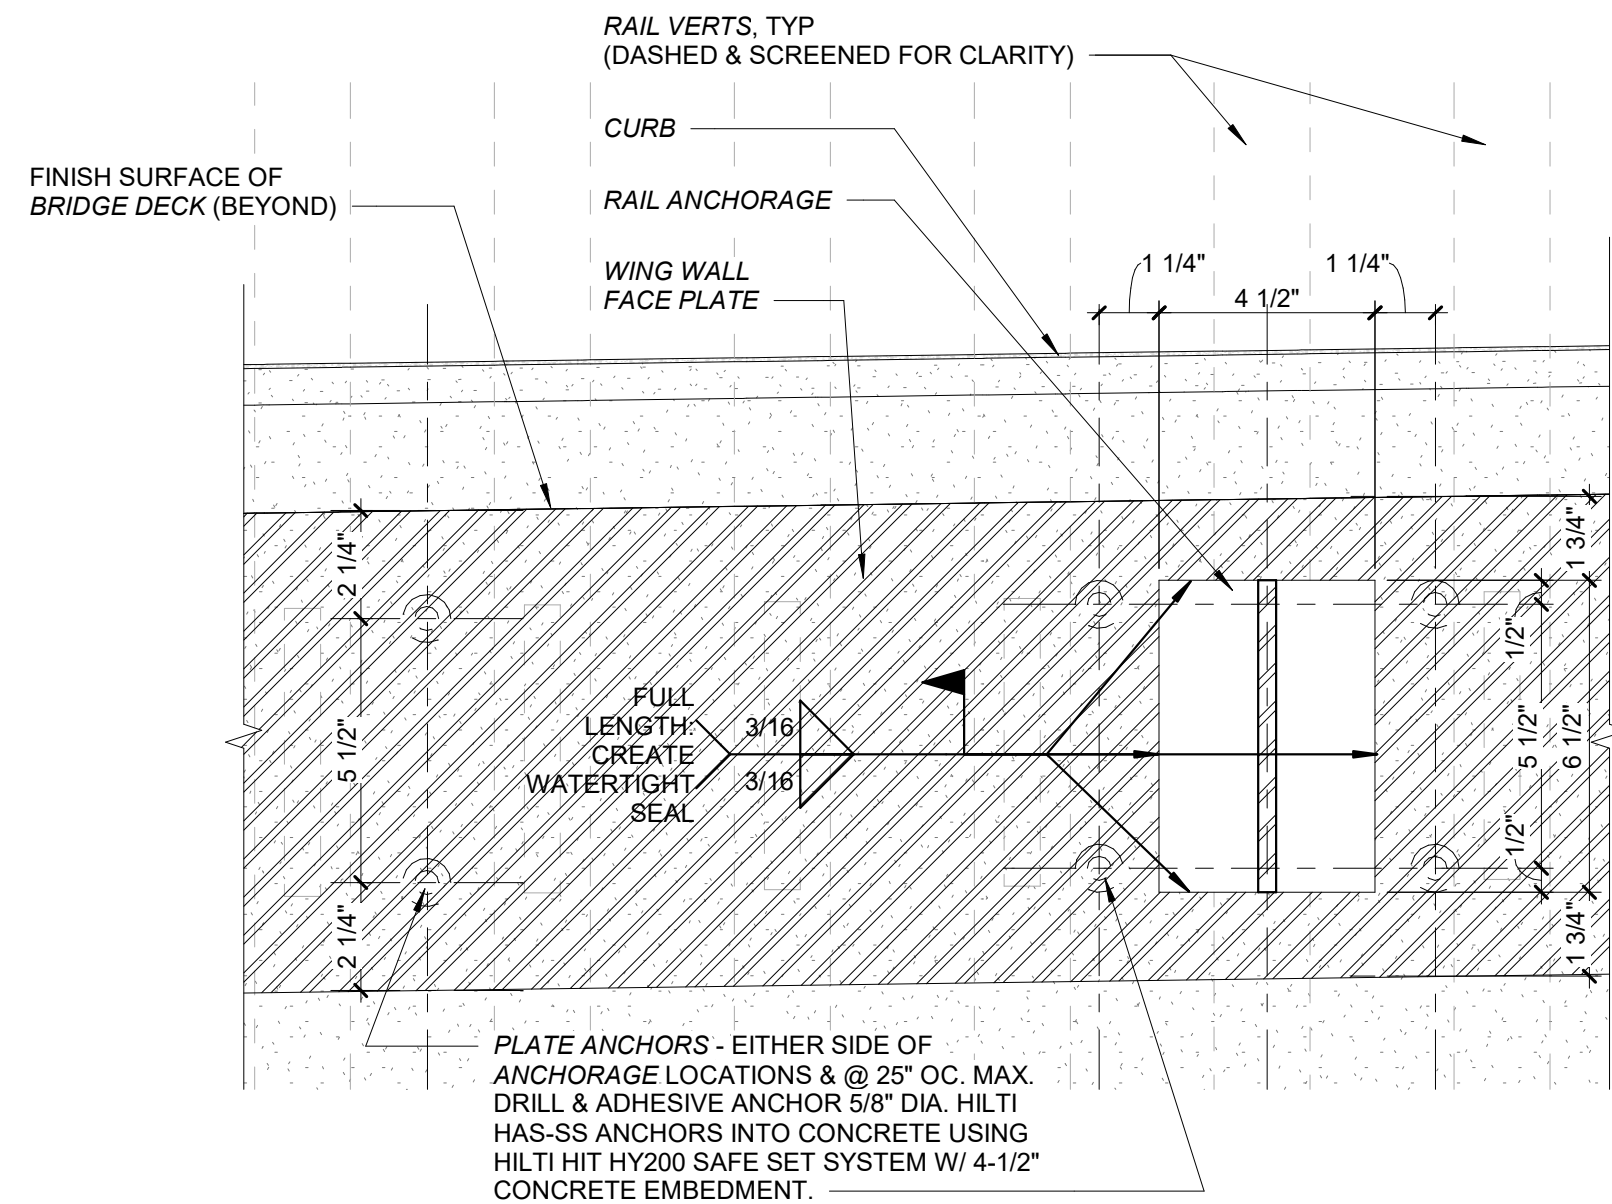 RAIL VERTS, TYP
(DASHED & SCREENED FOR CLARITY)
CURB
FINISH SURFACE OF
BRIDGE DECK (BEYOND)
RAIL ANCHORAGE
WING WALL
FACE PLATE
1 1/4"
1 1/4"
4 1/2"
2 1/4"
5 1/2"
2 1/4"
FULL
LENGTH:
CREATE
WATERTIGHT
SEAL
3/16
3/16
1 3/4"
1/2"
5 1/2"
6 1/2"
1/2"
1 3/4"
PLATE ANCHORS - EITHER SIDE OF
ANCHORAGE LOCATIONS & @ 25" OC. MAX.
DRILL & ADHESIVE ANCHOR 5/8" DIA. HILTI
HAS-SS ANCHORS INTO CONCRETE USING
HILTI HIT HY200 SAFE SET SYSTEM W/ 4-1/2"
CONCRETE EMBEDMENT.